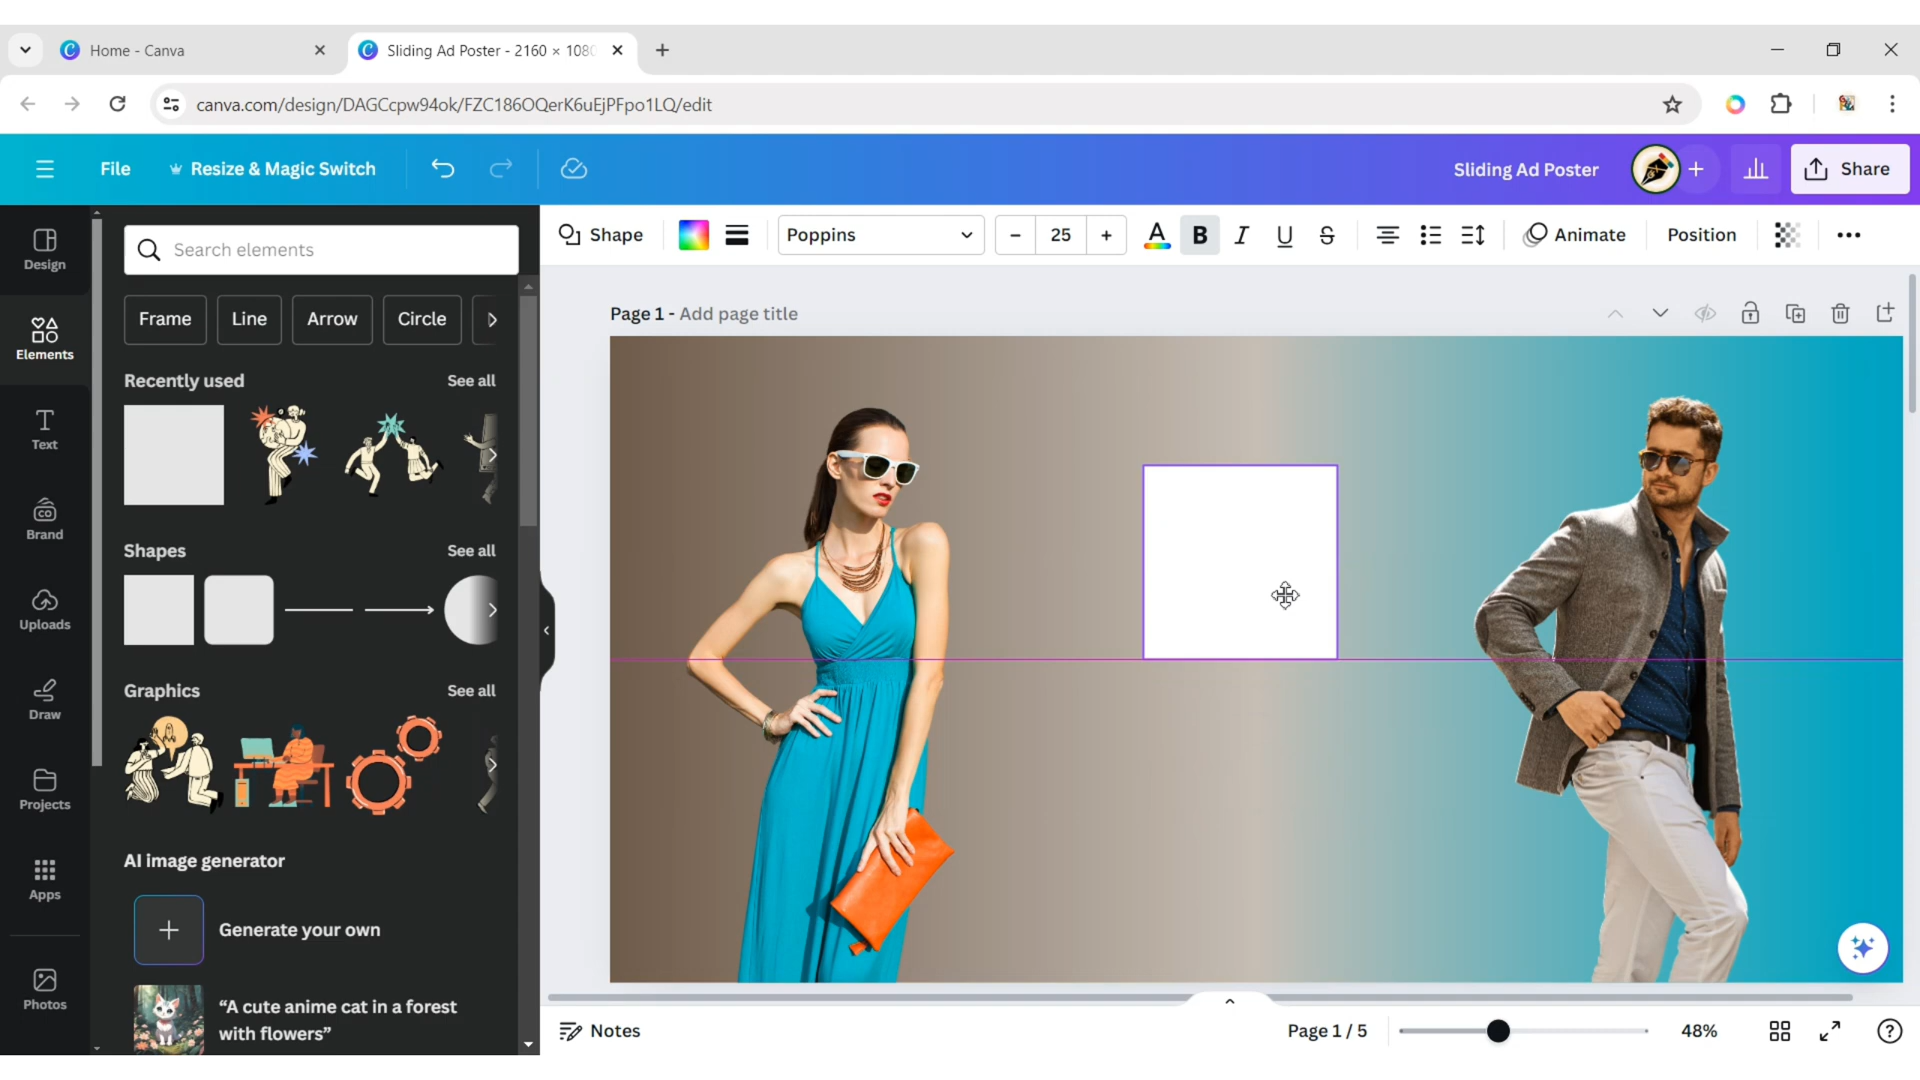 Home - Canva
Sliding Ad Poster - 2160 × 1080
canva.com/design/DAGCcpw94ok/FZC186OQerK6uEjPFpo1LQ/edit
File
Resize & Magic Switch
Sliding Ad Poster
Share
Design
Elements
Text
Brand
Uploads
Draw
Projects
Apps
Photos
Search elements
Frame
Line
Arrow
Circle
Recently used
See all
Shapes
See all
Graphics
See all
AI image generator
Generate your own
“A cute anime cat in a forest
with flowers”
Shape
Poppins
25
A
B
I
U
S
Animate
Position
Page 1 - Add page title
Notes
Page 1 / 5
48%